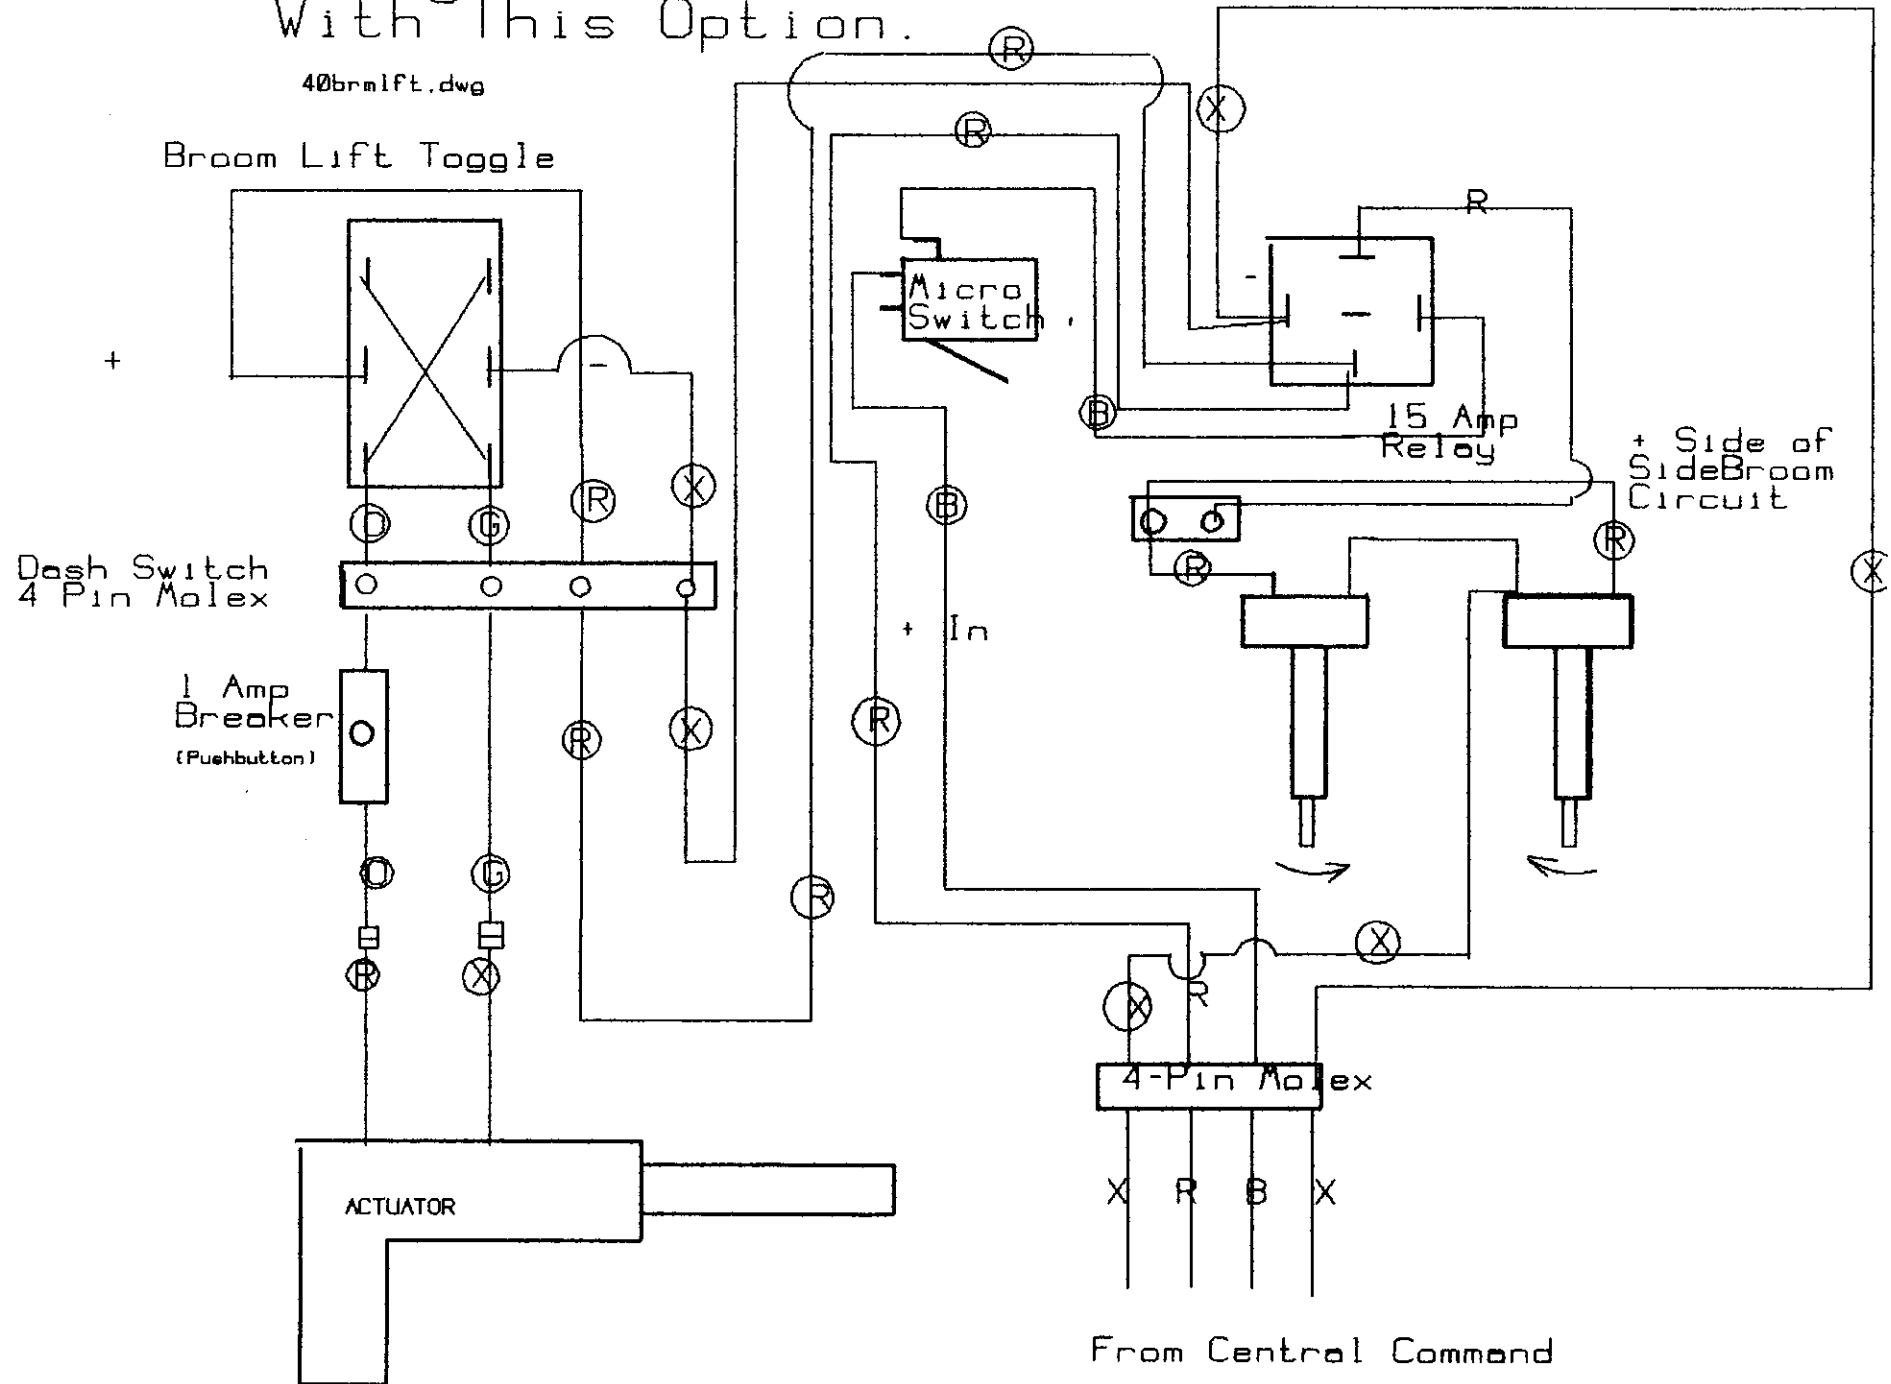 With This Option.
40brmlft.dwg
Broom Lift Toggle
R
R
X
R
-
+
-
Micro
Switch
-
15 Amp
Relay
B
+ Side of
SideBroom
Circuit
O
G
R
X
B
R
R
X
Dash Switch
4 Pin Molex
+ In
1 Amp
Breaker
(Pushbutton)
R
X
R
O
G
R
X
R
X
X
R
4-Pin Molex
X
R
B
X
ACTUATOR
From Central Command